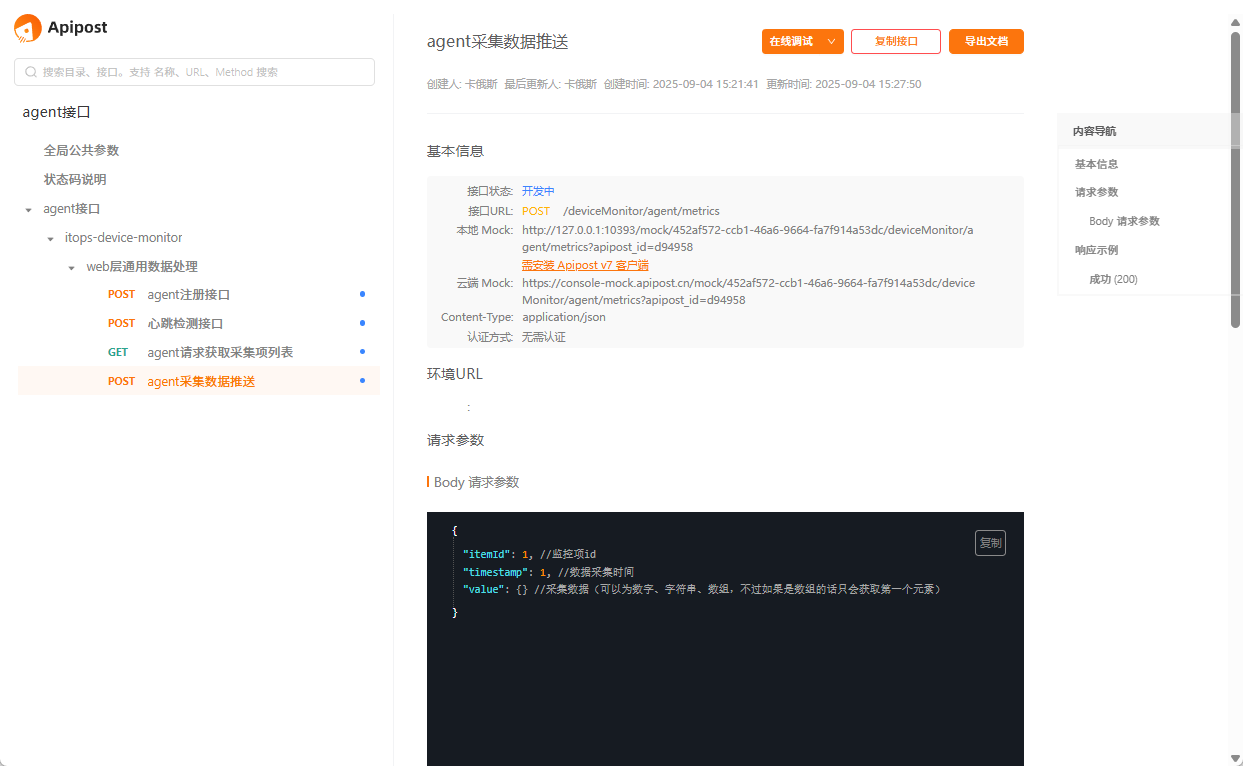 Apipost
搜索目录、接口。支持 名称、URL、Method 搜索
agent接口
全局公共参数
状态码说明
agent接口
itops-device-monitor
web层通用数据处理
POST agent注册接口
POST 心跳检测接口
GET agent请求获取采集项列表
POST agent采集数据推送
agent采集数据推送
在线调试 复制接口 导出文档
创建人: 卡俄斯 最后更新人: 卡俄斯 创建时间: 2025-09-04 15:21:41 更新时间: 2025-09-04 15:27:50
基本信息
接口状态: 开发中
接口URL: POST /deviceMonitor/agent/metrics
本地 Mock: http://127.0.0.1:10393/mock/452af572-ccb1-46a6-9664-fa7f914a53dc/deviceMonitor/a
gent/metrics?apipost_id=d94958
需安装 Apipost v7 客户端
云端 Mock: https://console-mock.apipost.cn/mock/452af572-ccb1-46a6-9664-fa7f914a53dc/device
Monitor/agent/metrics?apipost_id=d94958
Content-Type: application/json
认证方式: 无需认证
环境URL
:
请求参数
Body 请求参数
复制
{
"itemId": 1, //监控项id
"timestamp": 1, //数据采集时间
"value": {} //采集数据（可以为数字、字符串、数组，不过如果是数组的话只会获取第一个元素）
}
内容导航
基本信息
请求参数
Body 请求参数
响应示例
成功 (200)